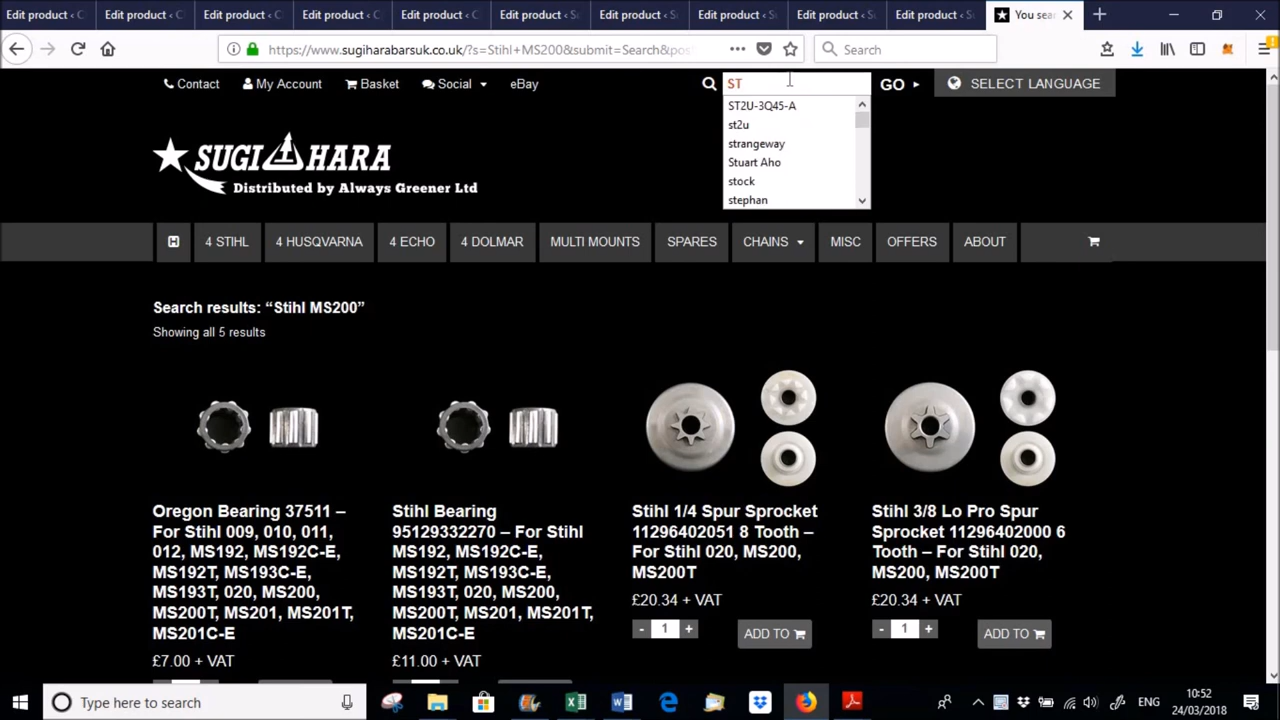 Edit product < C
Edit product < C
Edit product < C
Edit product < C
Edit product < C
Edit product < S
Edit product < S
Edit product < S
Edit product < S
Edit product < S
You sear
https://www.sugiharabarsuk.co.uk/?s=Stihl+MS200&submit=Search&pos
Search
Contact
My Account
Basket
Social
eBay
ST
GO
SELECT LANGUAGE
ST2U-3Q45-A
st2u
strangeway
Stuart Aho
stock
stephan
SUGIHARA
Distributed by Always Greener Ltd
H
4 STIHL
4 HUSQVARNA
4 ECHO
4 DOLMAR
MULTI MOUNTS
SPARES
CHAINS
MISC
OFFERS
ABOUT
Search results: “Stihl MS200”
Showing all 5 results
Oregon Bearing 37511 –
For Stihl 009, 010, 011,
012, MS192, MS192C-E,
MS192T, MS193C-E,
MS193T, 020, MS200,
MS200T, MS201, MS201T,
MS201C-E
£7.00 + VAT
Stihl Bearing
95129332270 – For Stihl
MS192, MS192C-E,
MS192T, MS193C-E,
MS193T, 020, MS200,
MS200T, MS201, MS201T,
MS201C-E
£11.00 + VAT
Stihl 1/4 Spur Sprocket
11296402051 8 Tooth –
For Stihl 020, MS200,
MS200T
£20.34 + VAT
- 1 +
ADD TO
Stihl 3/8 Lo Pro Spur
Sprocket 11296402000 6
Tooth – For Stihl 020,
MS200, MS200T
£20.34 + VAT
- 1 +
ADD TO
Type here to search
ENG
10:52
24/03/2018